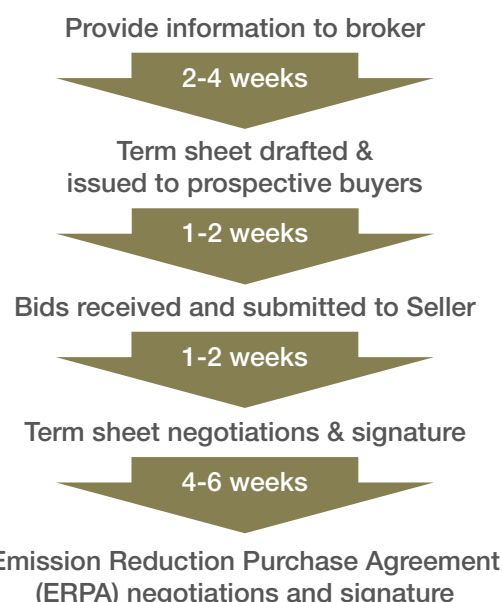 Provide information to broker
2-4 weeks
Term sheet drafted &
issued to prospective buyers
1-2 weeks
Bids received and submitted to Seller
1-2 weeks
Term sheet negotiations & signature
4-6 weeks
Emission Reduction Purchase Agreement
(ERPA) negotiations and signature